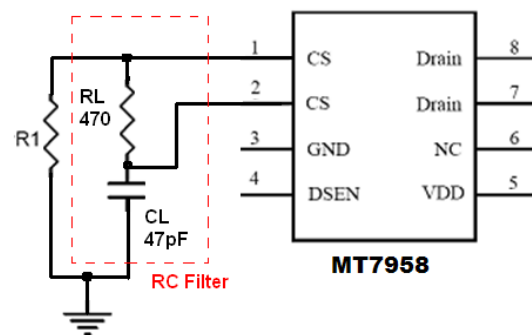 1 CS Drain 8
2 CS Drain 7
3 GND NC 6
4 DSEN VDD 5
RL
470
R1
CL
47pF
RC Filter
MT7958